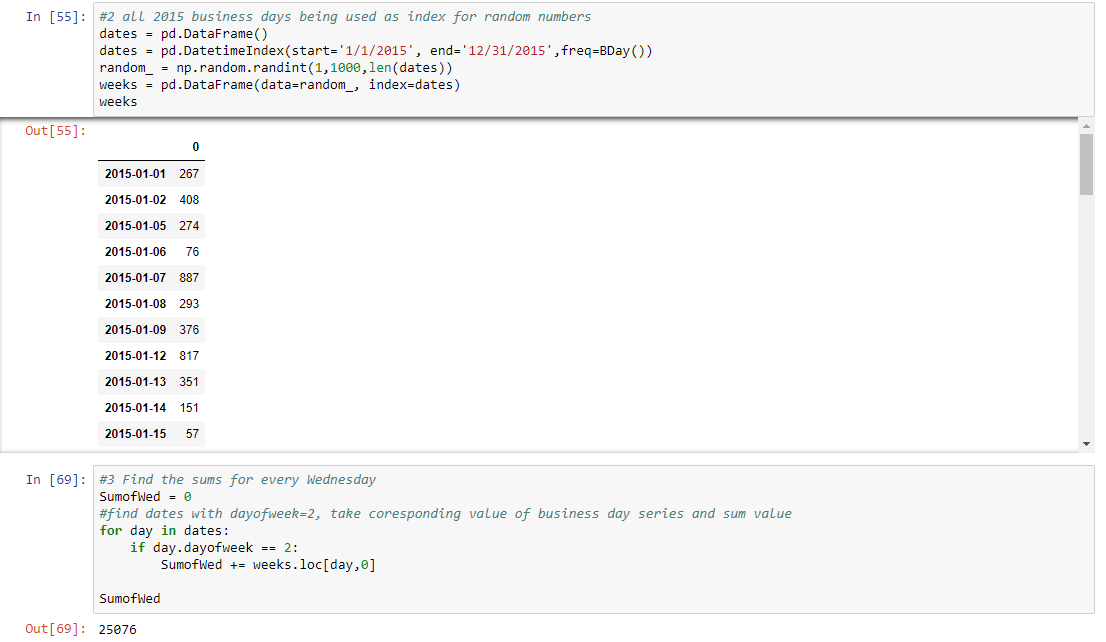 In [55]: #2 all 2015 business days being used as index for random numbers
dates = pd.DataFrame()
dates = pd.DatetimeIndex(start='1/1/2015', end='12/31/2015',freq=BDay())
random_ = np.random.randint(1,1000,len(dates))
weeks = pd.DataFrame(data=random_, index=dates)
weeks
Out[55]:
0
2015-01-01 267
2015-01-02 408
2015-01-05 274
2015-01-06 76
2015-01-07 887
2015-01-08 293
2015-01-09 376
2015-01-12 817
2015-01-13 351
2015-01-14 151
2015-01-15 57
In [69]: #3 Find the sums for every Wednesday
SumofWed = 0
#find dates with dayofweek=2, take coresponding value of business day series and sum value
for day in dates:
    if day.dayofweek == 2:
        SumofWed += weeks.loc[day,0]
SumofWed
Out[69]: 25076